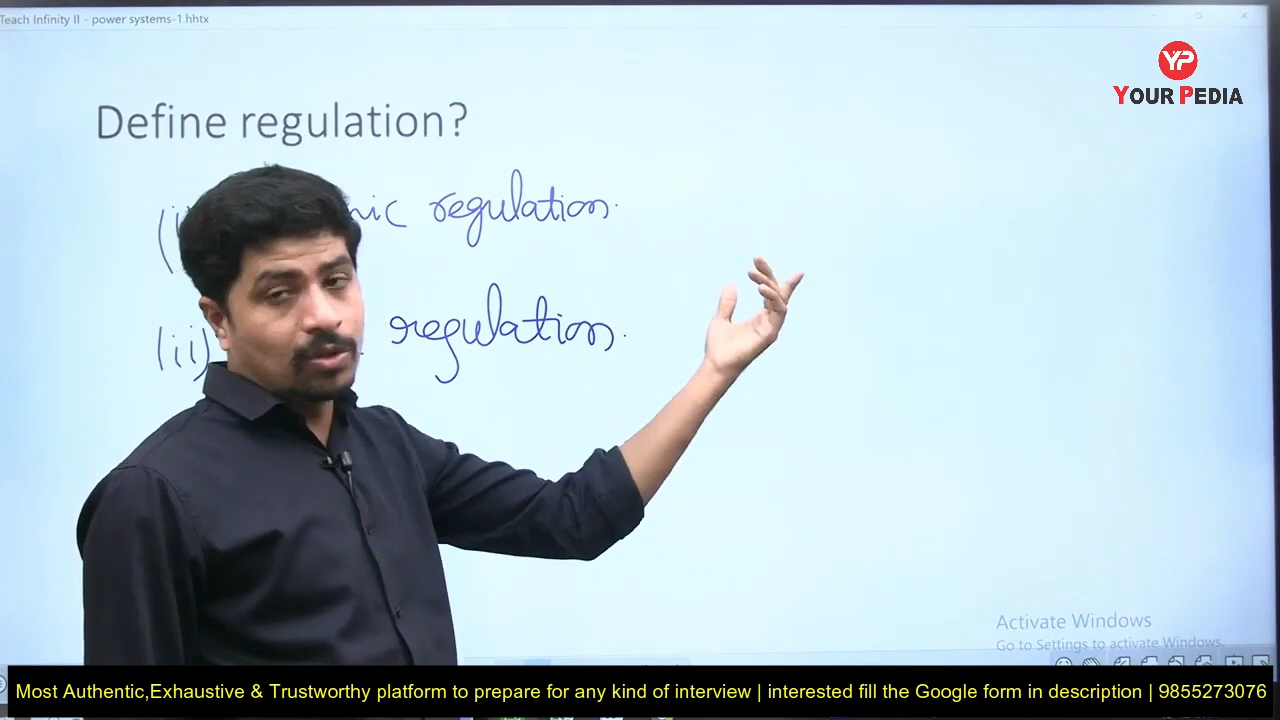 Teach Infinity II - power systems-1.hhtx
YP
YOUR PEDIA
Define regulation?
regulation.
(ii) regulation.
Activate Windows
Go to Settings to activate Windows.
Most Authentic,Exhaustive & Trustworthy platform to prepare for any kind of interview | interested fill the Google form in description | 9855273076